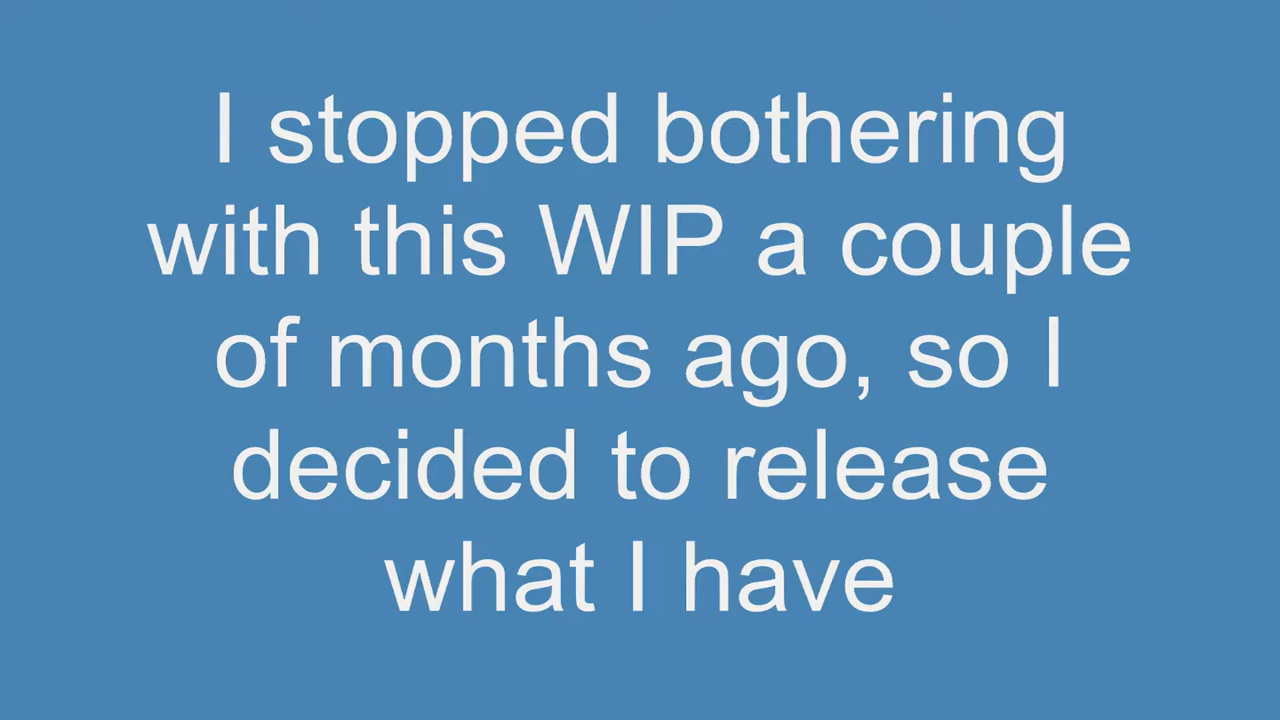 I stopped bothering
with this WIP a couple
of months ago, so I
decided to release
what I have